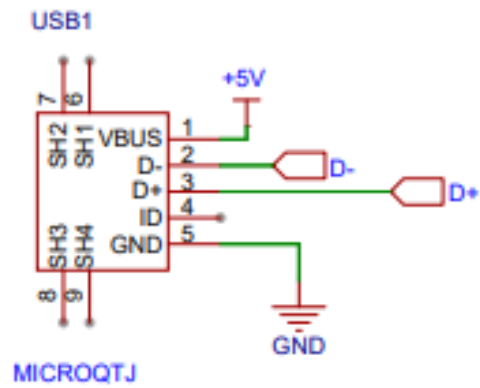 USB1
+5V
7 6
SH2 SH1
VBUS 1
D- 2 D-
D+ 3 D+
ID 4
GND 5
SH3 SH4
8 9
GND
MICROQTJ